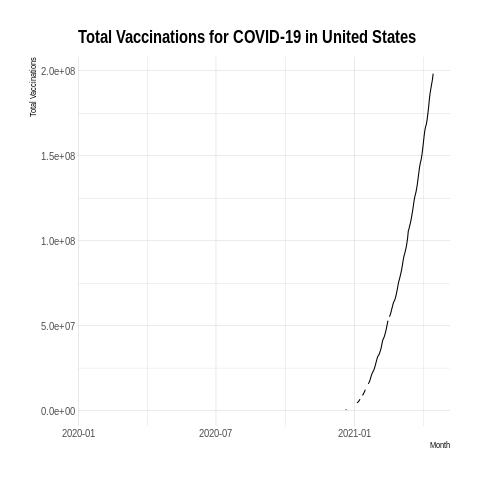 Total Vaccinations for COVID-19 in United States
Total Vaccinations
2.0e+08
1.5e+08
1.0e+08
5.0e+07
0.0e+00
2020-01 2020-07 2021-01
Month